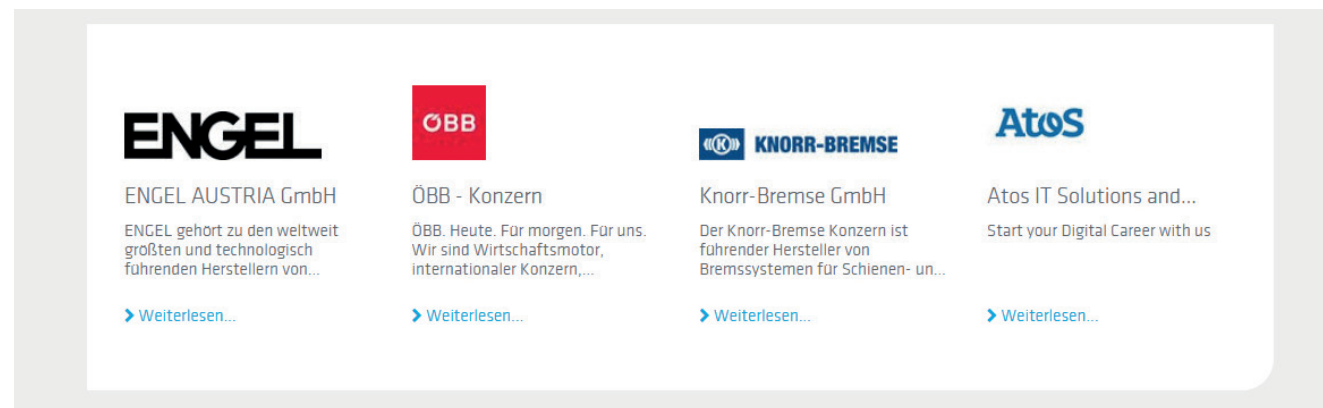 ENGEL
ENGEL AUSTRIA GmbH
ENGEL gehört zu den weltweit
größten und technologisch
führenden Herstellern von...
Weiterlesen...
ÖBB
ÖBB - Konzern
ÖBB. Heute. Für morgen. Für uns.
Wir sind Wirtschaftsmotor,
internationaler Konzern,...
Weiterlesen...
K KNORR-BREMSE
Knorr-Bremse GmbH
Der Knorr-Bremse Konzern ist
führender Hersteller von
Bremssystemen für Schienen- un...
Weiterlesen...
Atos
Atos IT Solutions and...
Start your Digital Career with us
Weiterlesen...